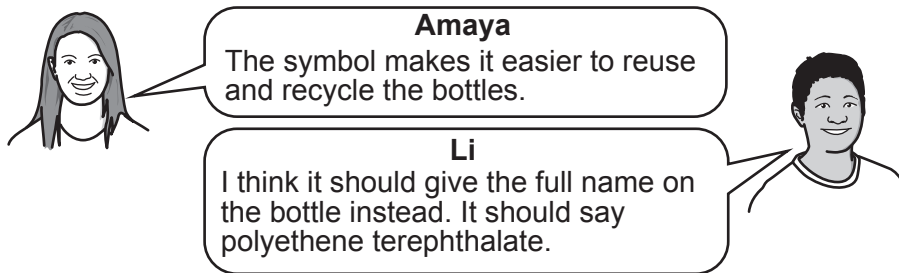 Amaya
The symbol makes it easier to reuse
and recycle the bottles.
Li
I think it should give the full name on
the bottle instead. It should say
polyethene terephthalate.